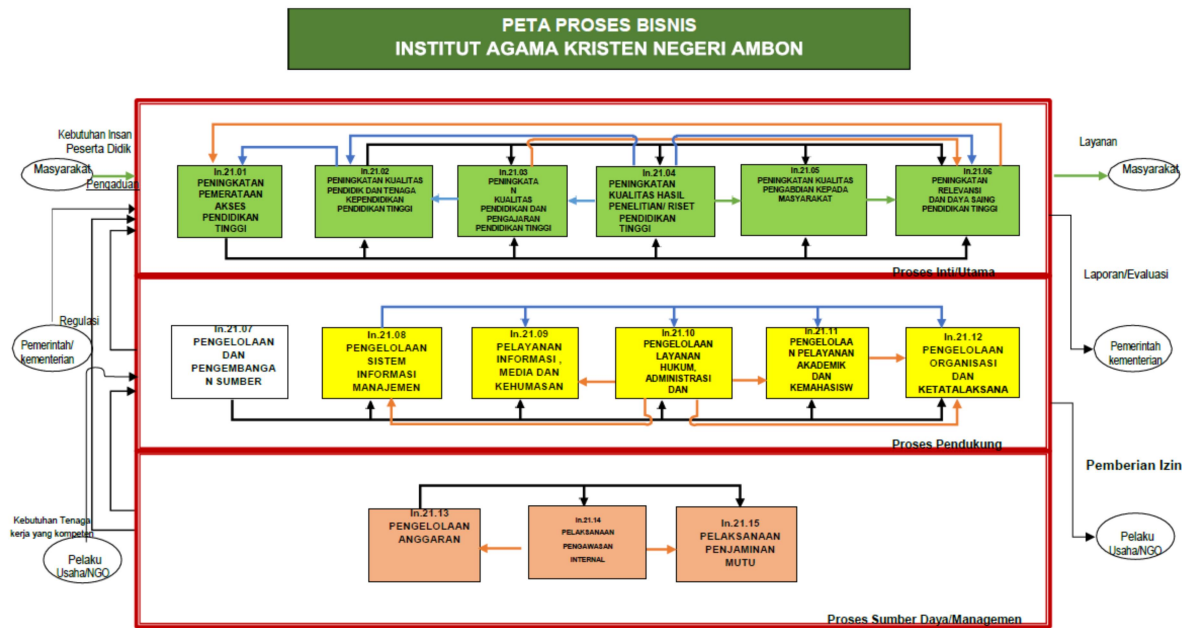 PETA PROSES BISNIS
INSTITUT AGAMA KRISTEN NEGERI AMBON
Kebutuhan Insan
Peserta Didik
Masyarakat
Pengaduan
In.21.01
PENINGKATAN
PEMERATAAN
AKSES
PENDIDIKAN
TINGGI
In.21.02
PENINGKATAN KUALITAS
PENDIDIK DAN TENAGA
KEPENDIDIKAN
PENDIDIKAN TINGGI
In.21.03
PENINGKATA
N
KUALITAS
PENDIDIKAN DAN
PENGAJARAN
PENDIDIKAN TINGGI
In.21.04
PENINGKATAN
KUALITAS HASIL
PENELITIAN/ RISET
PENDIDIKAN
TINGGI
In.21.05
PENINGKATAN KUALITAS
PENGABDIAN KEPADA
MASYARAKAT
In.21.06
PENINGKATAN
RELEVANSI
DAN DAYA SAING
PENDIDIKAN TINGGI
Layanan
Masyarakat
Proses Inti/Utama
Laporan/Evaluasi
Regulasi
Pemerintah/
kementerian
In.21.07
PENGELOLAAN
DAN
PENGEMBANGA
N SUMBER
In.21.08
PENGELOLAAN
SISTEM
INFORMASI
MANAJEMEN
In.21.09
PELAYANAN
INFORMASI ,
MEDIA DAN
KEHUMASAN
In.21.10
PENGELOLAAN
LAYANAN
HUKUM,
ADMINISTRASI
DAN
In.21.11
PENGELOLAA
N PELAYANAN
AKADEMIK
DAN
KEMAHASISW
In.21.12
PENGELOLAAN
ORGANISASI
DAN
KETATALAKSANA
Pemerintah
kementerian
Proses Pendukung
Pemberian Izin
Kebutuhan Tenaga
kerja yang kompeten
Pelaku
Usaha/NGO
In.21.13
PENGELOLAAN
ANGGARAN
In.21.14
PELAKSANAAN
PENGAWASAN
INTERNAL
In.21.15
PELAKSANAAN
PENJAMINAN
MUTU
Pelaku
Usaha/NGO
Proses Sumber Daya/Managemen